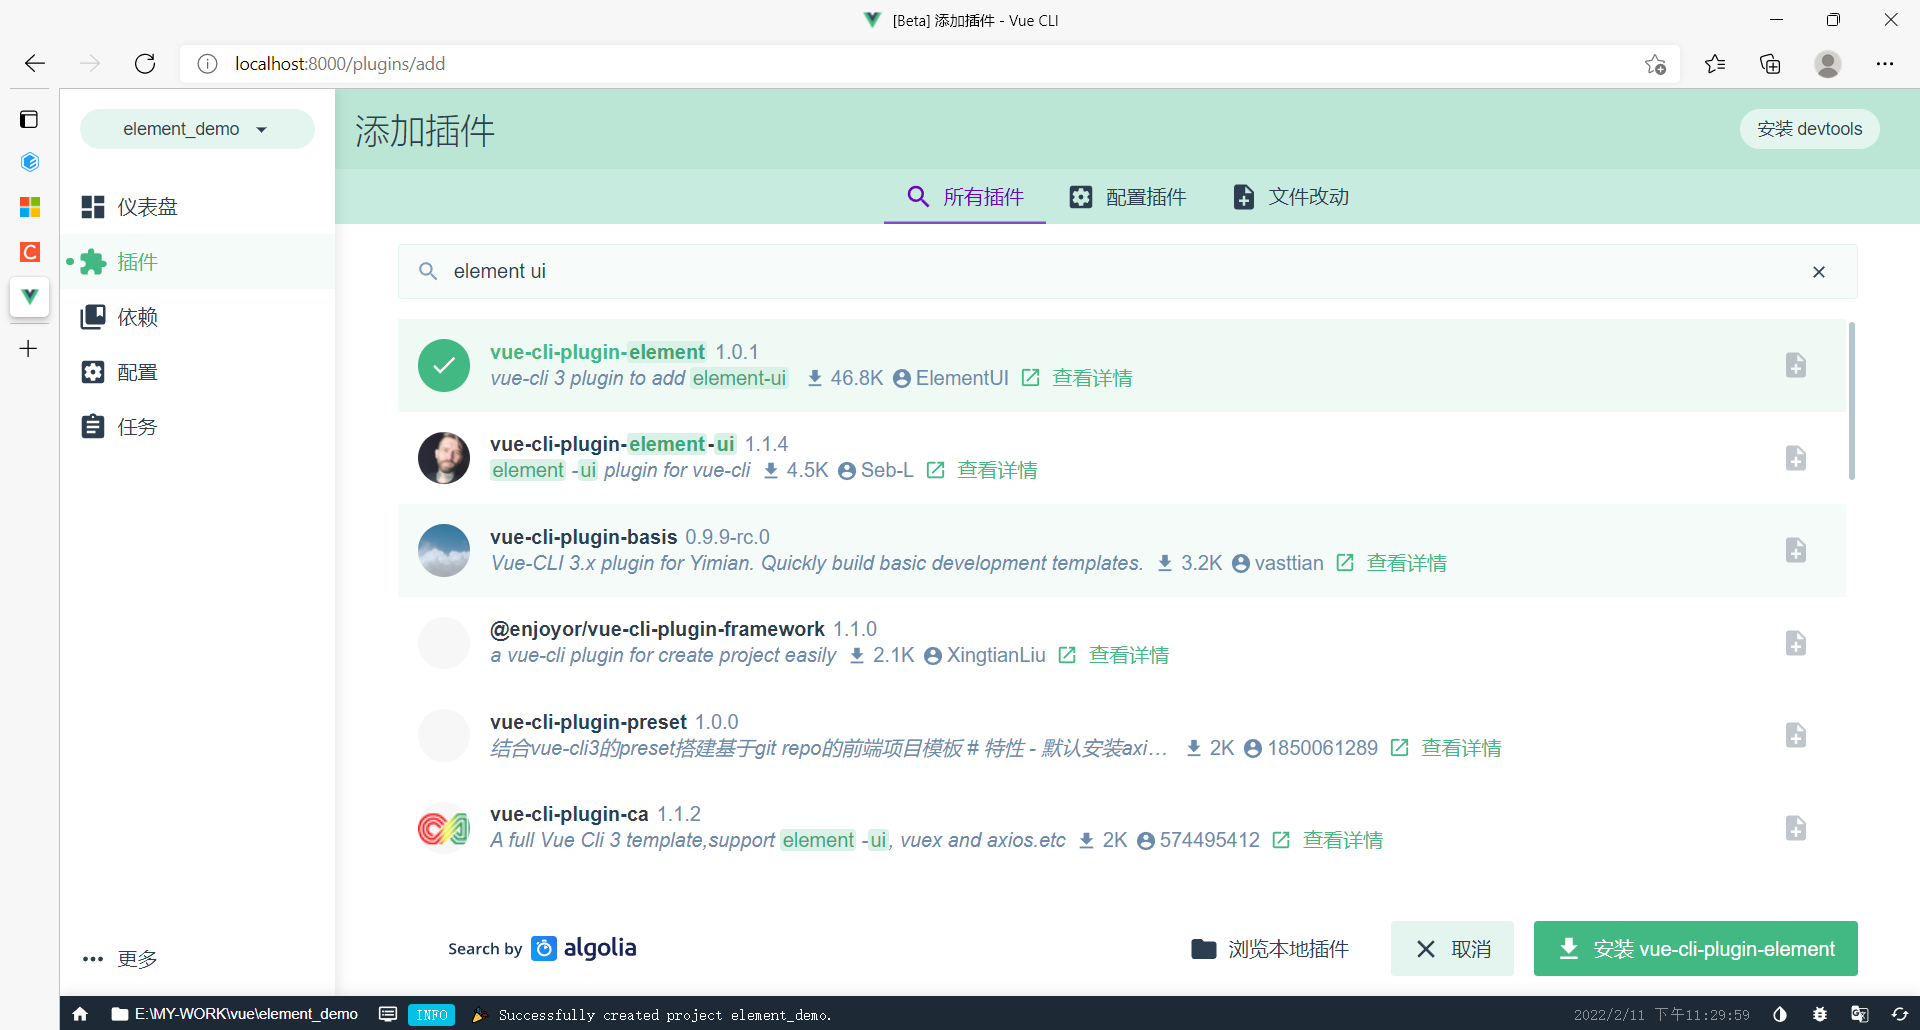 [Beta] 添加插件 - Vue CLI
localhost:8000/plugins/add
element_demo
添加插件
安装 devtools
所有插件
配置插件
文件改动
仪表盘
插件
依赖
配置
任务
更多
element ui
vue-cli-plugin-element 1.0.1
vue-cli 3 plugin to add element-ui 46.8K ElementUI 查看详情
vue-cli-plugin-element-ui 1.1.4
element -ui plugin for vue-cli 4.5K Seb-L 查看详情
vue-cli-plugin-basis 0.9.9-rc.0
Vue-CLI 3.x plugin for Yimian. Quickly build basic development templates. 3.2K vasttian 查看详情
@enjoyor/vue-cli-plugin-framework 1.1.0
a vue-cli plugin for create project easily 2.1K XingtianLiu 查看详情
vue-cli-plugin-preset 1.0.0
结合vue-cli3的preset搭建基于git repo的前端项目模板 # 特性 - 默认安装axi... 2K 1850061289 查看详情
vue-cli-plugin-ca 1.1.2
A full Vue Cli 3 template,support element -ui, vuex and axios.etc 2K 574495412 查看详情
Search by algolia
浏览本地插件
取消
安装 vue-cli-plugin-element
E:\MY-WORK\vue\element_demo
INFO
Successfully created project element_demo.
2022/2/11 下午11:29:59